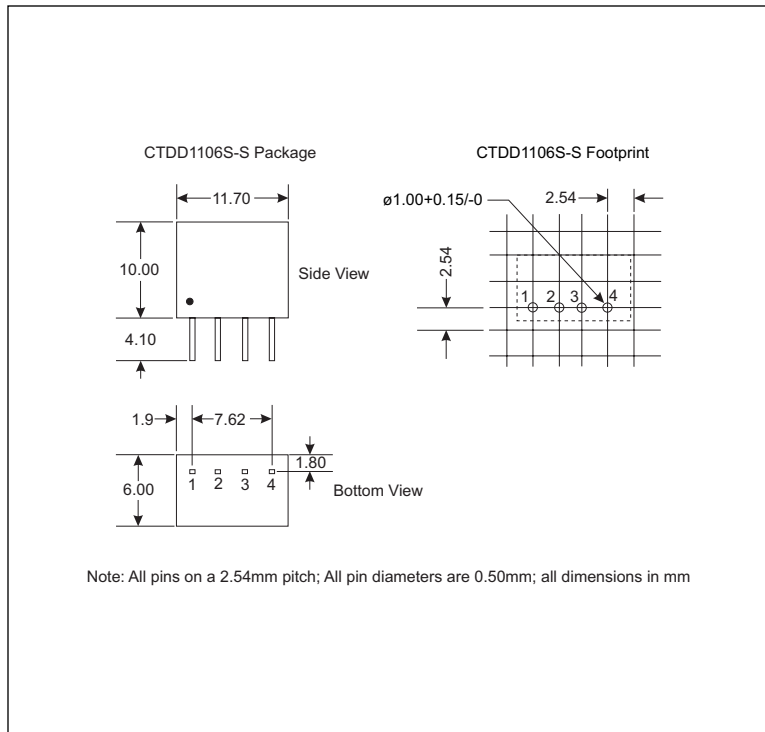 CTDD1106S-S Package
11.70
10.00
Side View
4.10
1.9
7.62
1.80
6.00
1 2 3 4
Bottom View
CTDD1106S-S Footprint
ø1.00+0.15/-0
2.54
2.54
1 2 3 4
Note: All pins on a 2.54mm pitch; All pin diameters are 0.50mm; all dimensions in mm